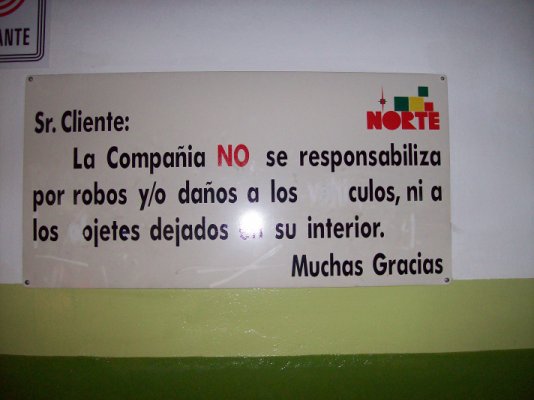 ANTE
NORTE
Sr. Cliente:
La Compañia NO se responsabiliza
por robos y/o daños a los culos, ni a
los ojetes dejados en su interior.
Muchas Gracias